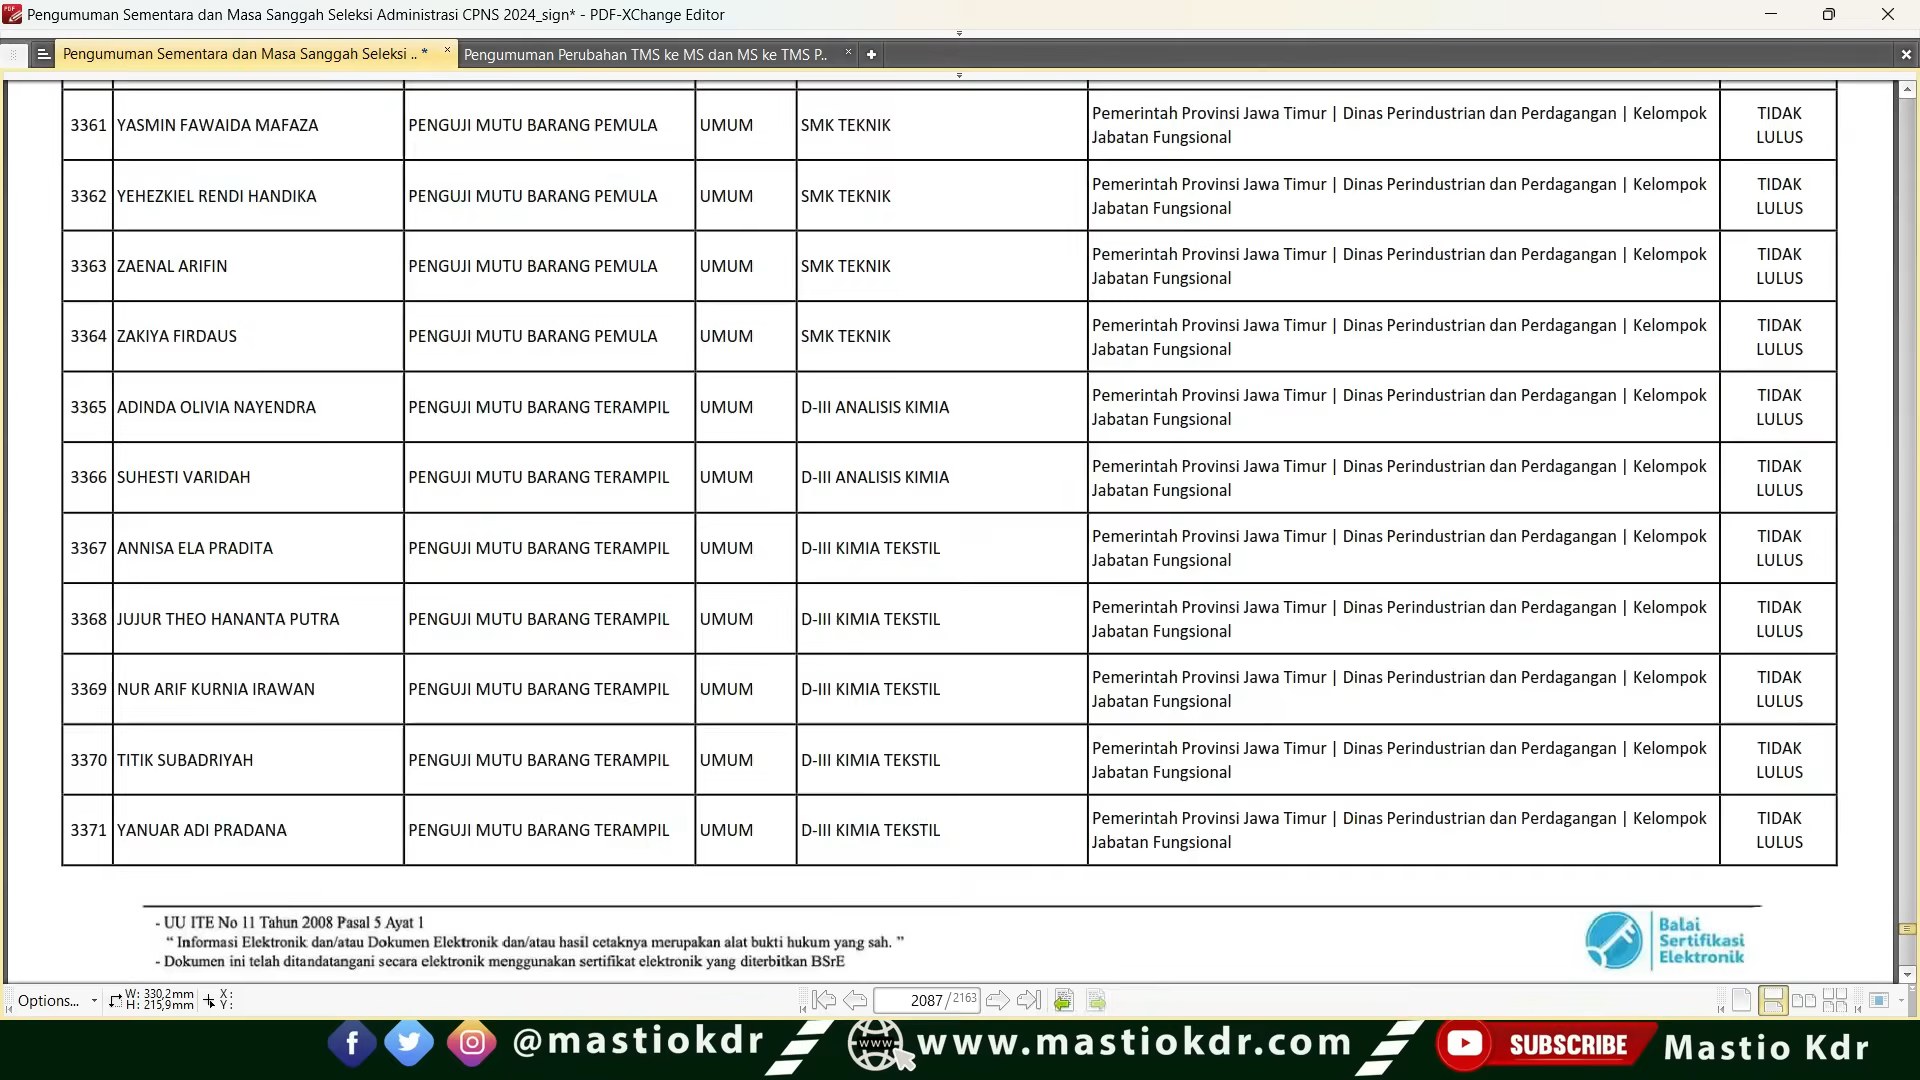 Pengumuman Sementara dan Masa Sanggah Seleksi Administrasi CPNS 2024_sign* - PDF-XChange Editor
Pengumuman Sementara dan Masa Sanggah Seleksi .. *
Pengumuman Perubahan TMS ke MS dan MS ke TMS P..
3361 YASMIN FAWAIDA MAFAZA PENGUJI MUTU BARANG PEMULA UMUM SMK TEKNIK Pemerintah Provinsi Jawa Timur | Dinas Perindustrian dan Perdagangan | Kelompok TIDAK
Jabatan Fungsional LULUS
3362 YEHEZKIEL RENDI HANDIKA PENGUJI MUTU BARANG PEMULA UMUM SMK TEKNIK Pemerintah Provinsi Jawa Timur | Dinas Perindustrian dan Perdagangan | Kelompok TIDAK
Jabatan Fungsional LULUS
3363 ZAENAL ARIFIN PENGUJI MUTU BARANG PEMULA UMUM SMK TEKNIK Pemerintah Provinsi Jawa Timur | Dinas Perindustrian dan Perdagangan | Kelompok TIDAK
Jabatan Fungsional LULUS
3364 ZAKIYA FIRDAUS PENGUJI MUTU BARANG PEMULA UMUM SMK TEKNIK Pemerintah Provinsi Jawa Timur | Dinas Perindustrian dan Perdagangan | Kelompok TIDAK
Jabatan Fungsional LULUS
3365 ADINDA OLIVIA NAYENDRA PENGUJI MUTU BARANG TERAMPIL UMUM D-III ANALISIS KIMIA Pemerintah Provinsi Jawa Timur | Dinas Perindustrian dan Perdagangan | Kelompok TIDAK
Jabatan Fungsional LULUS
3366 SUHESTI VARIDAH PENGUJI MUTU BARANG TERAMPIL UMUM D-III ANALISIS KIMIA Pemerintah Provinsi Jawa Timur | Dinas Perindustrian dan Perdagangan | Kelompok TIDAK
Jabatan Fungsional LULUS
3367 ANNISA ELA PRADITA PENGUJI MUTU BARANG TERAMPIL UMUM D-III KIMIA TEKSTIL Pemerintah Provinsi Jawa Timur | Dinas Perindustrian dan Perdagangan | Kelompok TIDAK
Jabatan Fungsional LULUS
3368 JUJUR THEO HANANTA PUTRA PENGUJI MUTU BARANG TERAMPIL UMUM D-III KIMIA TEKSTIL Pemerintah Provinsi Jawa Timur | Dinas Perindustrian dan Perdagangan | Kelompok TIDAK
Jabatan Fungsional LULUS
3369 NUR ARIF KURNIA IRAWAN PENGUJI MUTU BARANG TERAMPIL UMUM D-III KIMIA TEKSTIL Pemerintah Provinsi Jawa Timur | Dinas Perindustrian dan Perdagangan | Kelompok TIDAK
Jabatan Fungsional LULUS
3370 TITIK SUBADRIYAH PENGUJI MUTU BARANG TERAMPIL UMUM D-III KIMIA TEKSTIL Pemerintah Provinsi Jawa Timur | Dinas Perindustrian dan Perdagangan | Kelompok TIDAK
Jabatan Fungsional LULUS
3371 YANUAR ADI PRADANA PENGUJI MUTU BARANG TERAMPIL UMUM D-III KIMIA TEKSTIL Pemerintah Provinsi Jawa Timur | Dinas Perindustrian dan Perdagangan | Kelompok TIDAK
Jabatan Fungsional LULUS
- UU ITE No 11 Tahun 2008 Pasal 5 Ayat 1
“ Informasi Elektronik dan/atau Dokumen Elektronik dan/atau hasil cetaknya merupakan alat bukti hukum yang sah. ”
- Dokumen ini telah ditandatangani secara elektronik menggunakan sertifikat elektronik yang diterbitkan BSrE
Balai
Sertifikasi
Elektronik
Options...
W: 330,2mm
H: 215,9mm
X:
Y:
2087 / 2163
@mastiokdr
www
www.mastiokdr.com
SUBSCRIBE
Mastio Kdr